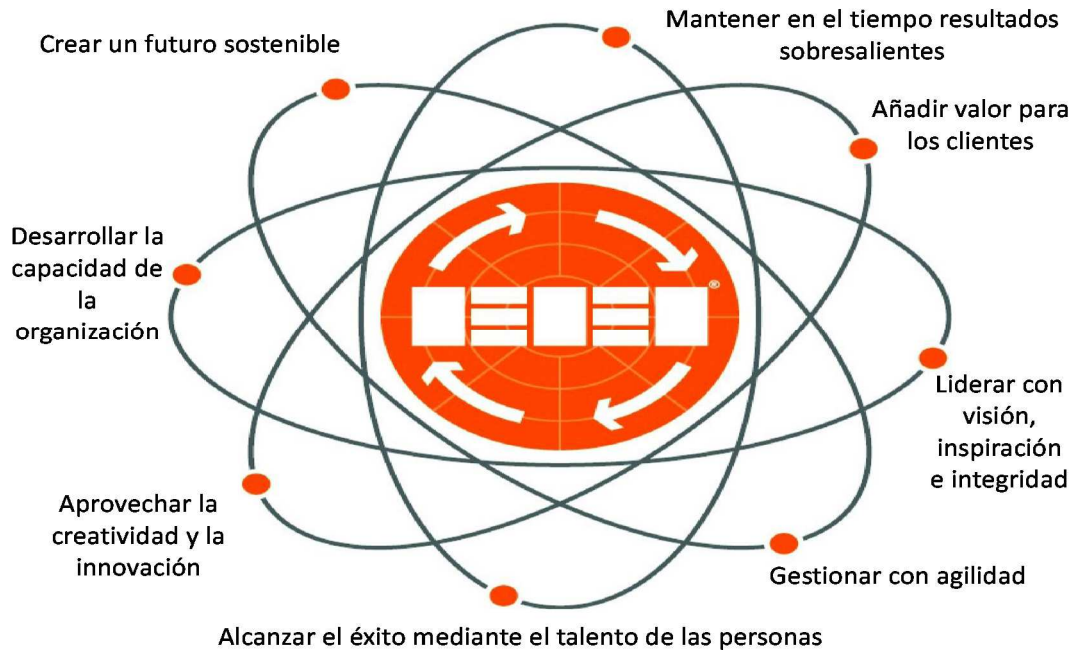 Mantener en el tiempo resultados
sobresalientes
Crear un futuro sostenible
Añadir valor para
los clientes
Desarrollar la
capacidad de
la
organización
®
Liderar con
visión,
inspiración
e integridad
Aprovechar la
creatividad y la
innovación
Gestionar con agilidad
Alcanzar el éxito mediante el talento de las personas